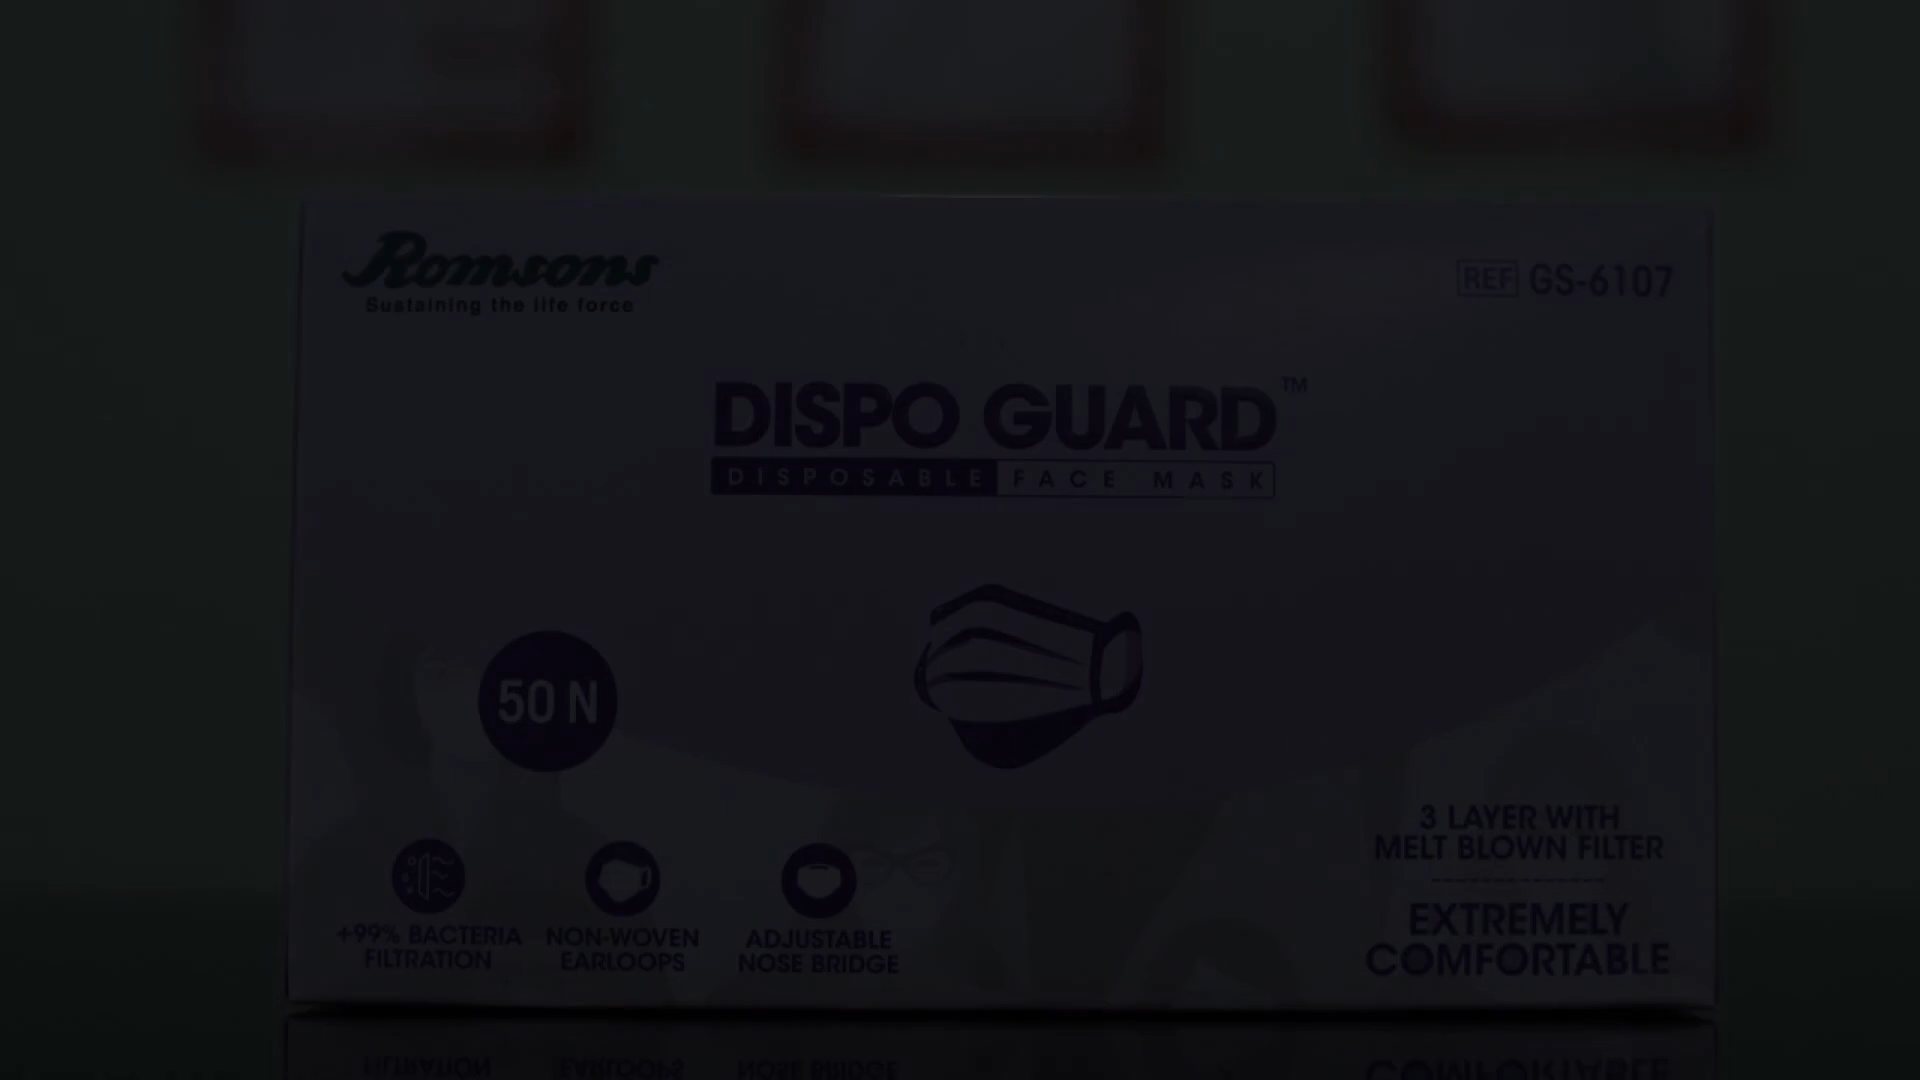 Romsons
Sustaining the life force
REF GS-6107
DISPO GUARD™
DISPOSABLE FACE MASK
50 N
3 LAYER WITH
MELT BLOWN FILTER
EXTREMELY
COMFORTABLE
+99% BACTERIA
FILTRATION
NON-WOVEN
EARLOOPS
ADJUSTABLE
NOSE BRIDGE